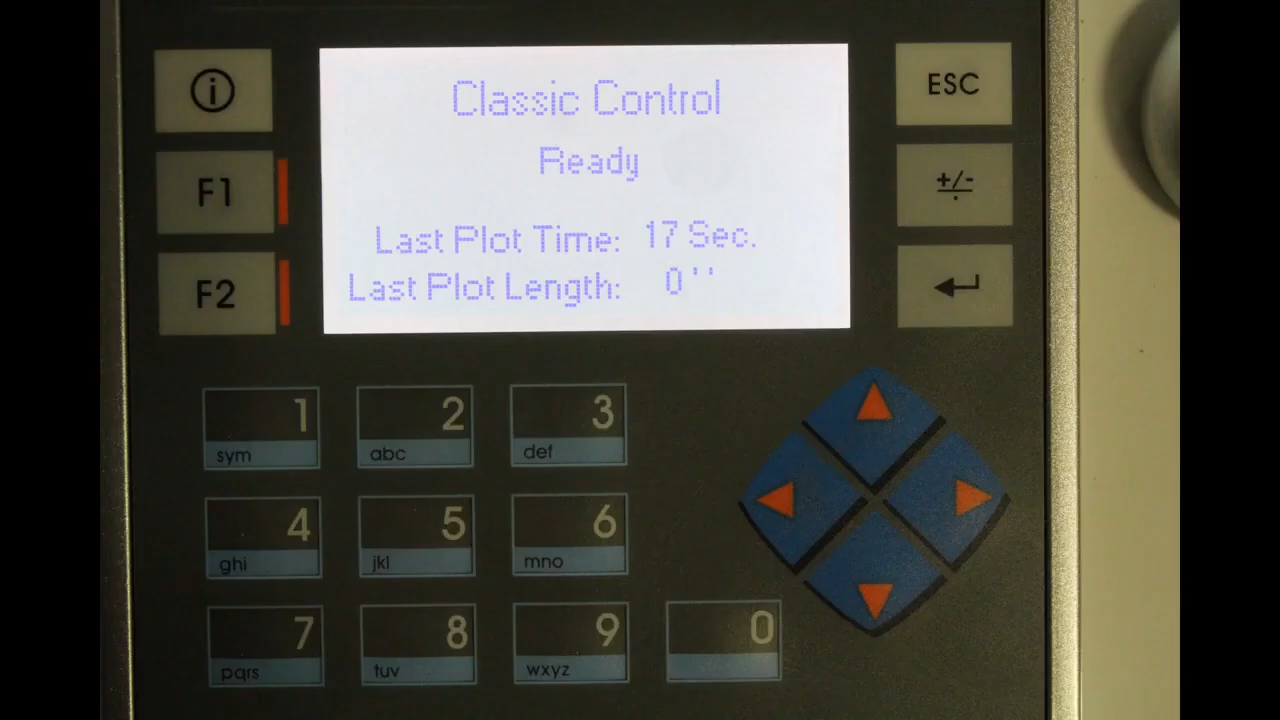 Classic Control
Ready
Last Plot Time: 17 Sec.
Last Plot Length: 0''
i
F1
F2
ESC
+/-
1
sym
2
abc
3
def
4
ghi
5
jkl
6
mno
7
pqrs
8
tuv
9
wxyz
0